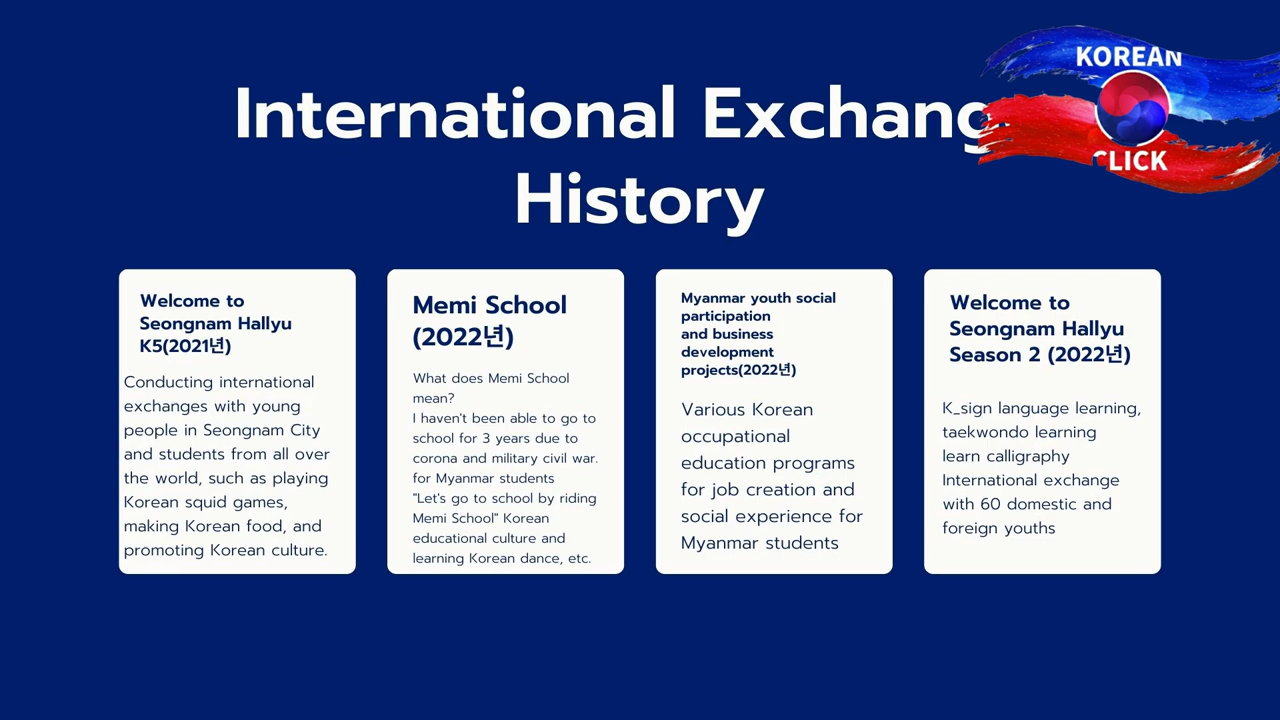 International Exchang
History
KOREAN
CLICK
Welcome to
Seongnam Hallyu
K5(2021년)
Conducting international
exchanges with young
people in Seongnam City
and students from all over
the world, such as playing
Korean squid games,
making Korean food, and
promoting Korean culture.
Memi School
(2022년)
What does Memi School
mean?
I haven't been able to go to
school for 3 years due to
corona and military civil war.
for Myanmar students
"Let's go to school by riding
Memi School" Korean
educational culture and
learning Korean dance, etc.
Myanmar youth social
participation
and business
development
projects(2022년)
Various Korean
occupational
education programs
for job creation and
social experience for
Myanmar students
Welcome to
Seongnam Hallyu
Season 2 (2022년)
K_sign language learning,
taekwondo learning
learn calligraphy
International exchange
with 60 domestic and
foreign youths